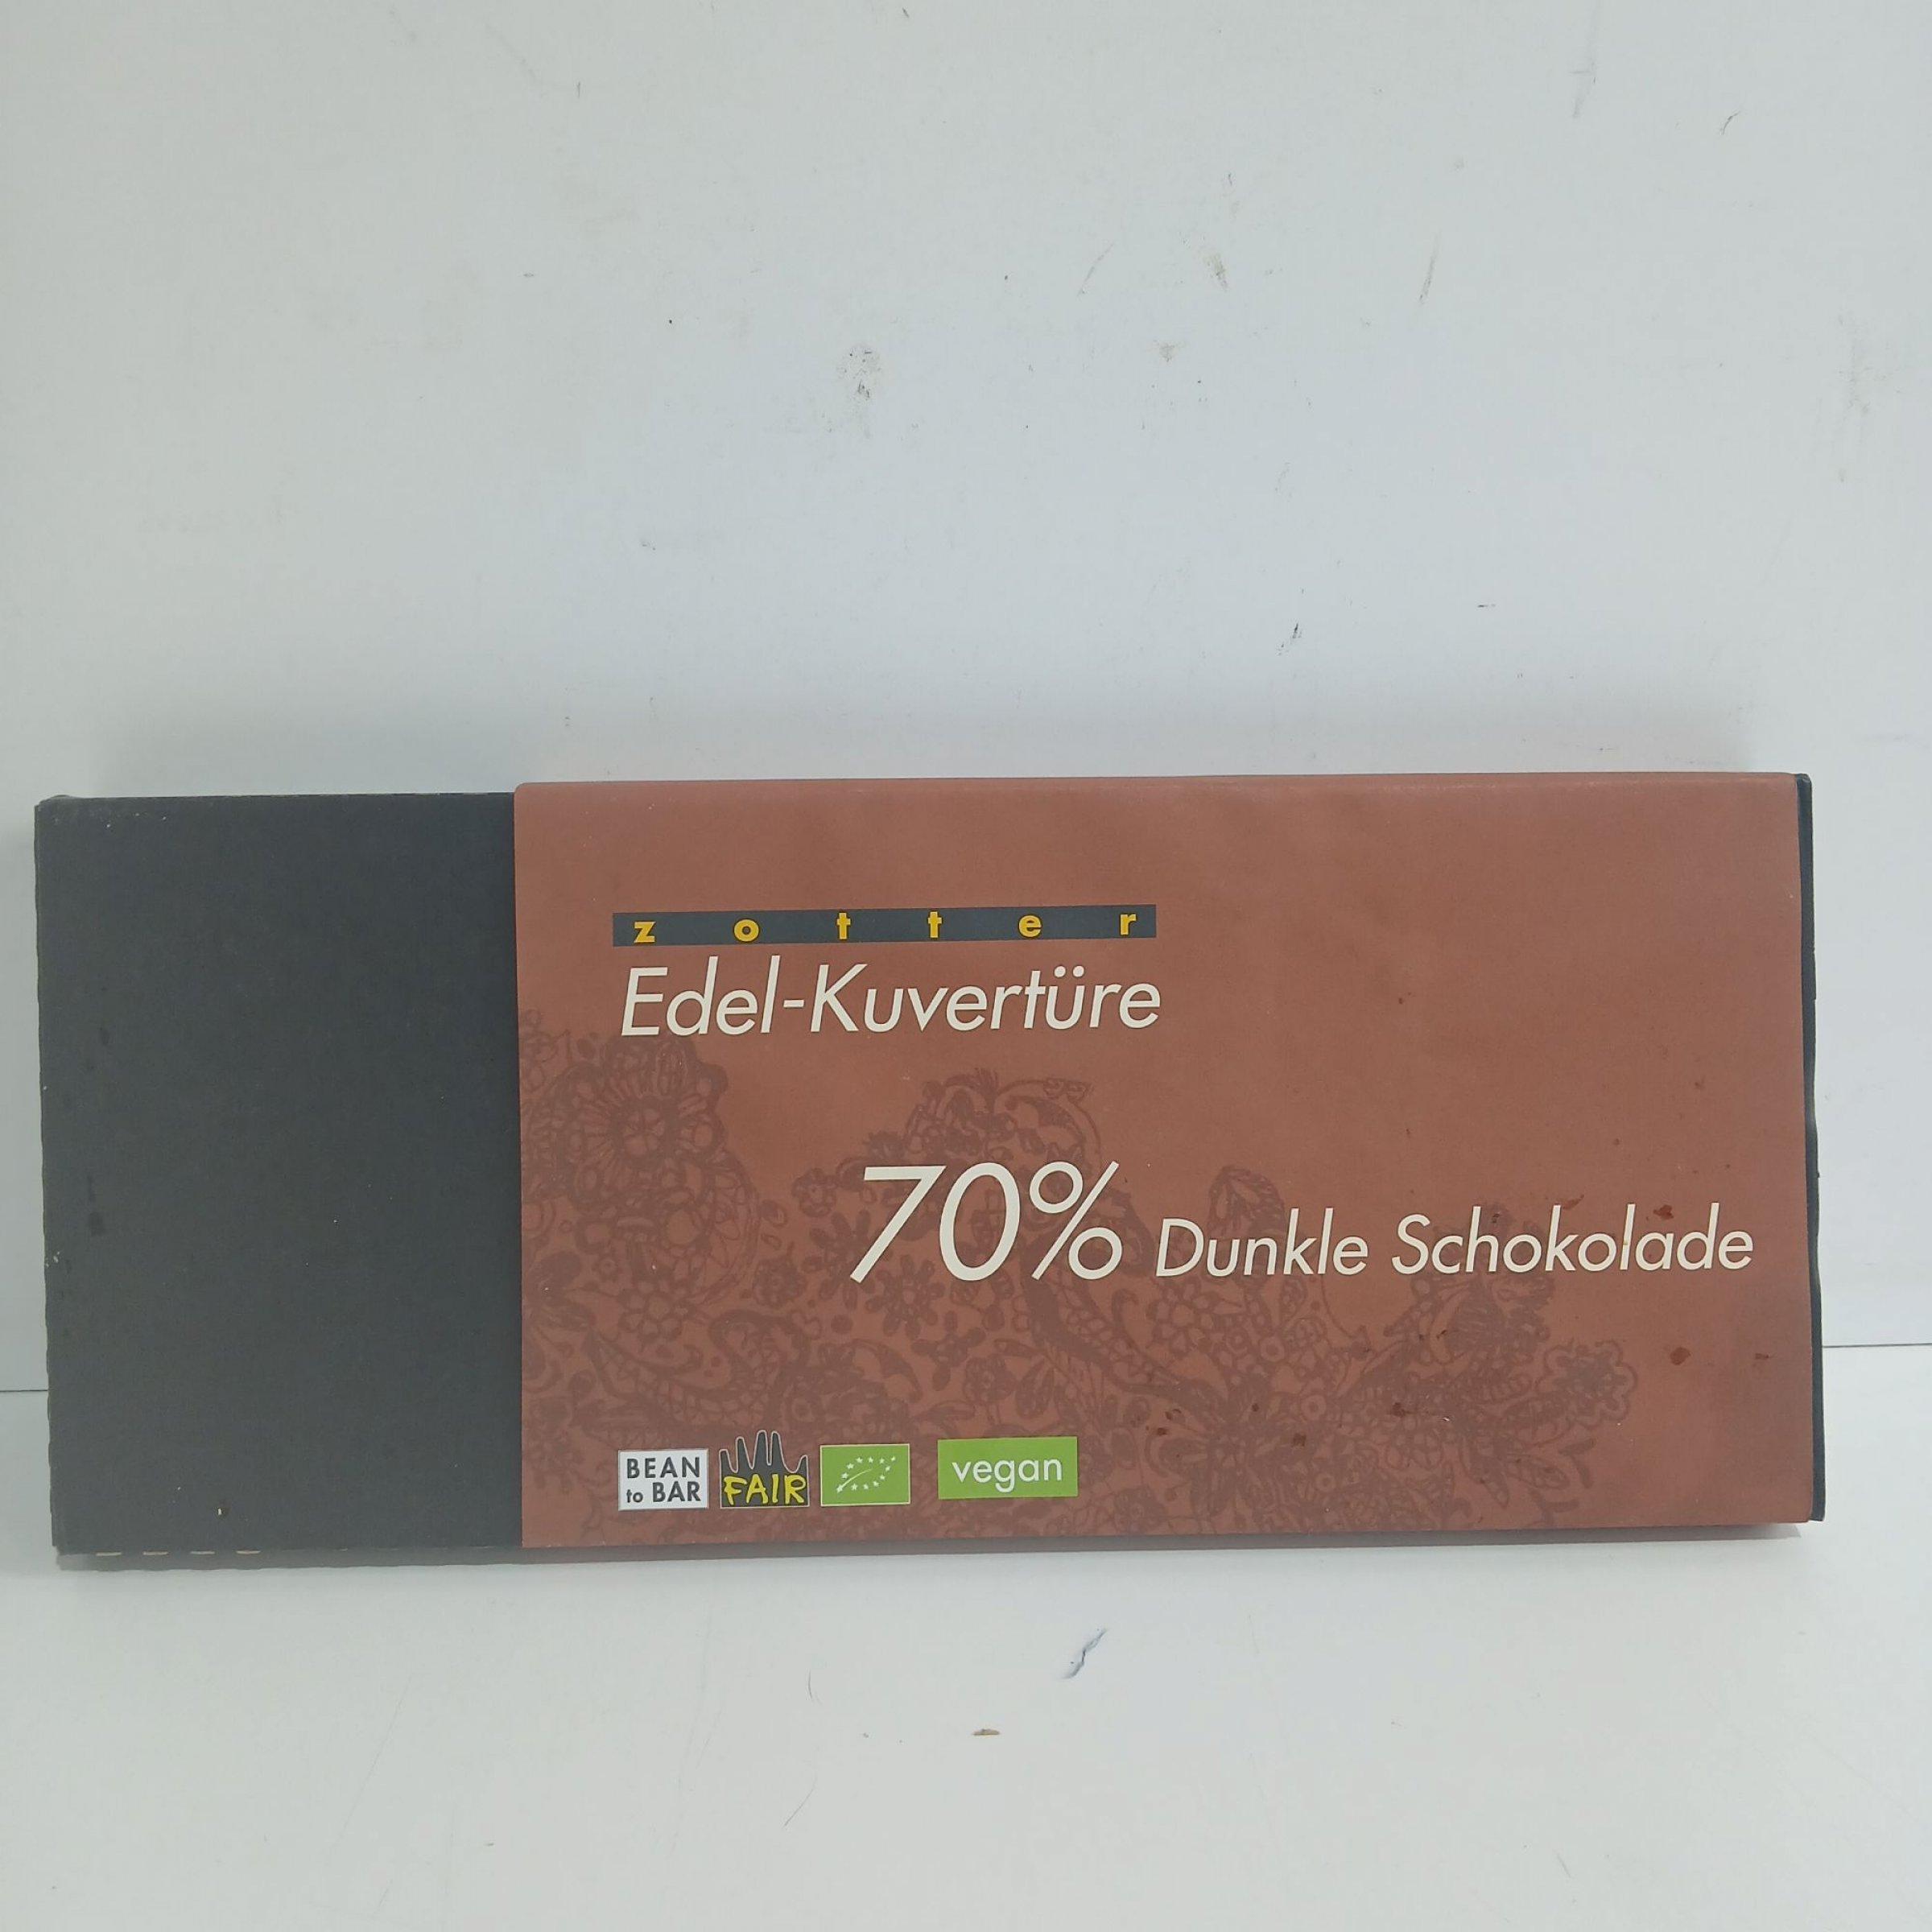 zotter
Edel-Kuvertüre
70% Dunkle Schokolade
BEAN
to BAR
FAIR
vegan